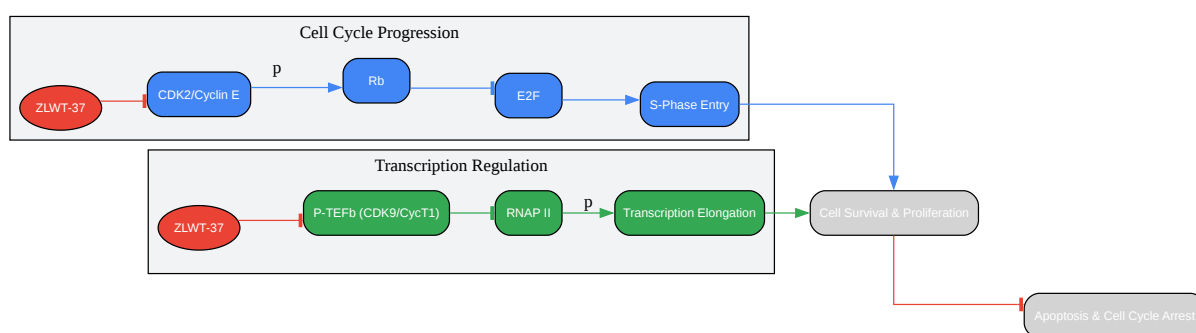 Cell Cycle Progression
ZLWT-37
CDK2/Cyclin E
p
Rb
E2F
S-Phase Entry
Transcription Regulation
ZLWT-37
P-TEFb (CDK9/CycT1)
RNAP II
p
Transcription Elongation
Cell Survival & Proliferation
Apoptosis & Cell Cycle Arrest